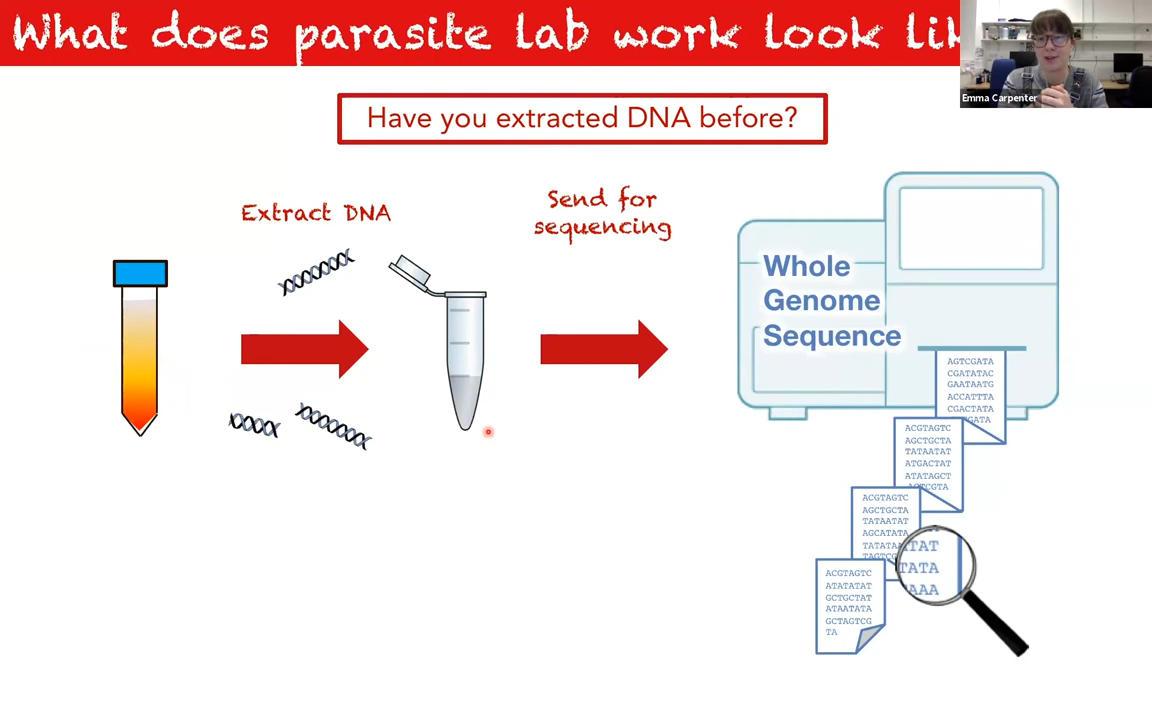 What does parasite lab work look lik
Emma Carpenter
Have you extracted DNA before?
Extract DNA
Send for
sequencing
Whole
Genome
Sequence
AGTCGATA
CGATATAC
GAATAATG
ACCATTTA
CGACTATA
GATA
ACGTAGTC
AGCTGCTA
TATAATAT
ATGACTAT
ATATAGCT
AGTCGTA
ACGTAGTC
AGCTGCTA
TATAATAT
AGCATATA
TATATA
TAGTCG
TAT
TATA
AAA
ACGTAGTC
ATATATAT
GCTGCTAT
ATAATATA
GCTAGTCG
TA